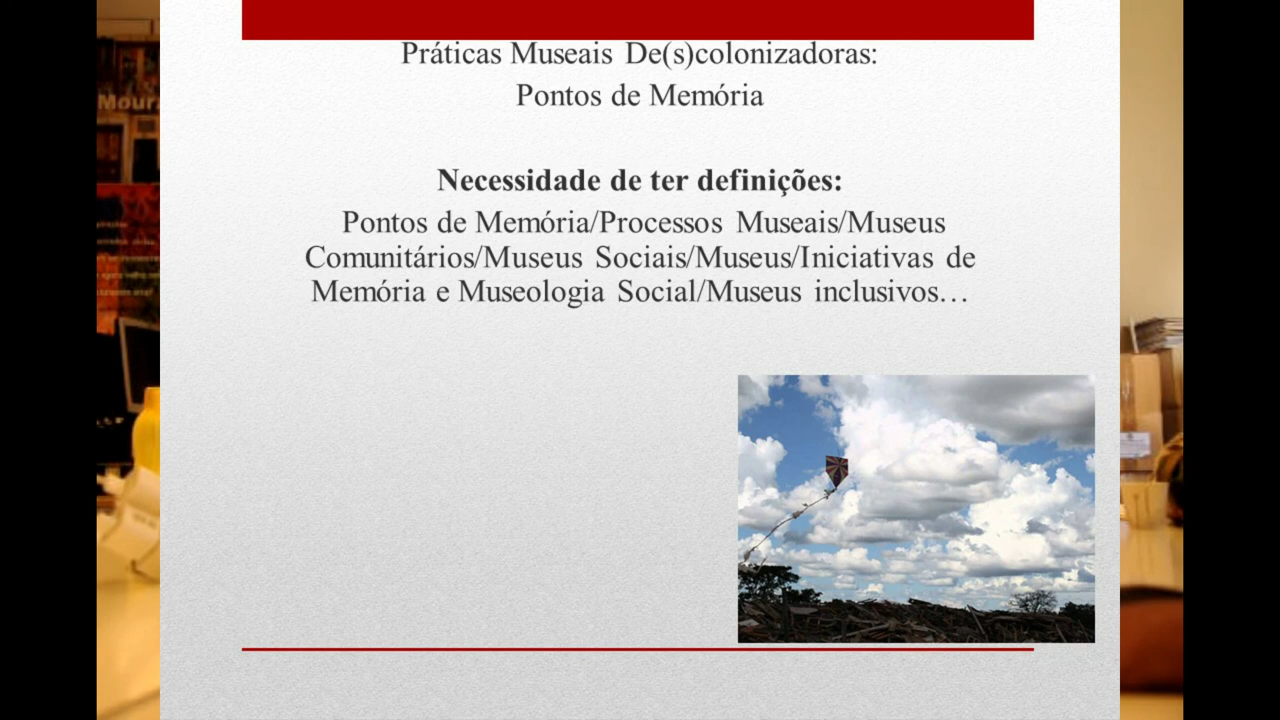 Práticas Museais De(s)colonizadoras:
Pontos de Memória
Necessidade de ter definições:
Pontos de Memória/Processos Museais/Museus
Comunitários/Museus Sociais/Museus/Iniciativas de
Memória e Museologia Social/Museus inclusivos…
Mour